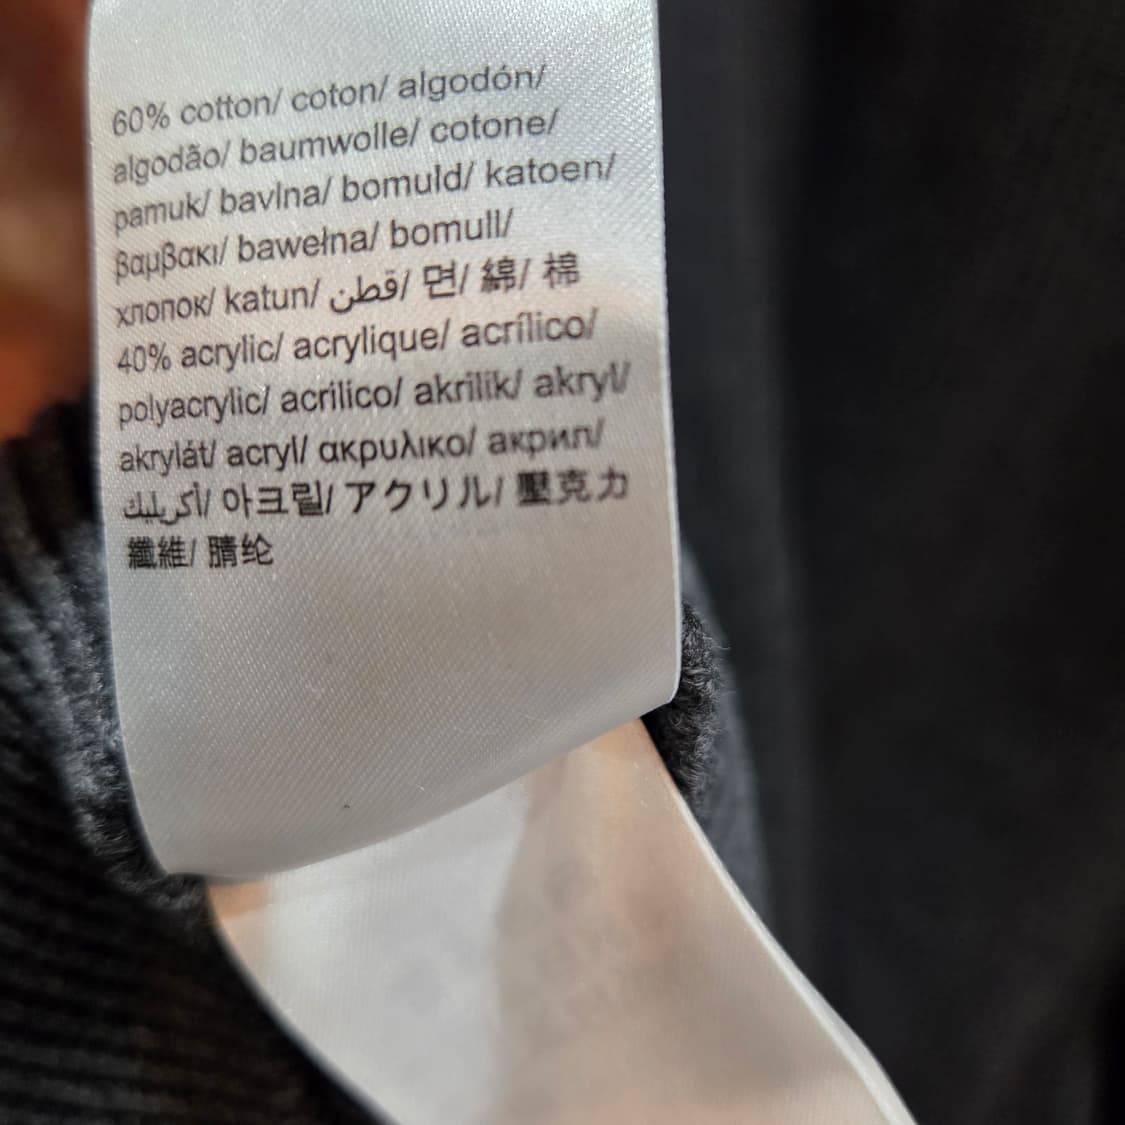 60% cotton/ coton/ algodón/
algodão/ baumwolle/ cotone/
pamuk/ bavlna/ bomuld/ katoen/
βαμβακι/ bawełna/ bomull/
хлопок/ katun/ قطن/ 면/ 綿/ 棉
40% acrylic/ acrylique/ acrílico/
polyacrylic/ acrilico/ akrilik/ akryl/
akrylát/ acryl/ ακρυλικο/ акрил/
أكريليك/ 아크릴/ アクリル/ 壓克力
纖維/ 腈纶